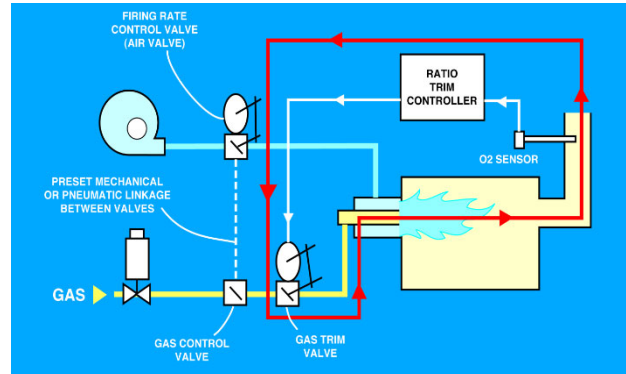 FIRING RATE
CONTROL VALVE
(AIR VALVE)
RATIO
TRIM
CONTROLLER
O2 SENSOR
PRESET MECHANICAL
OR PNEUMATIC LINKAGE
BETWEEN VALVES
GAS
GAS CONTROL
VALVE
GAS TRIM
VALVE